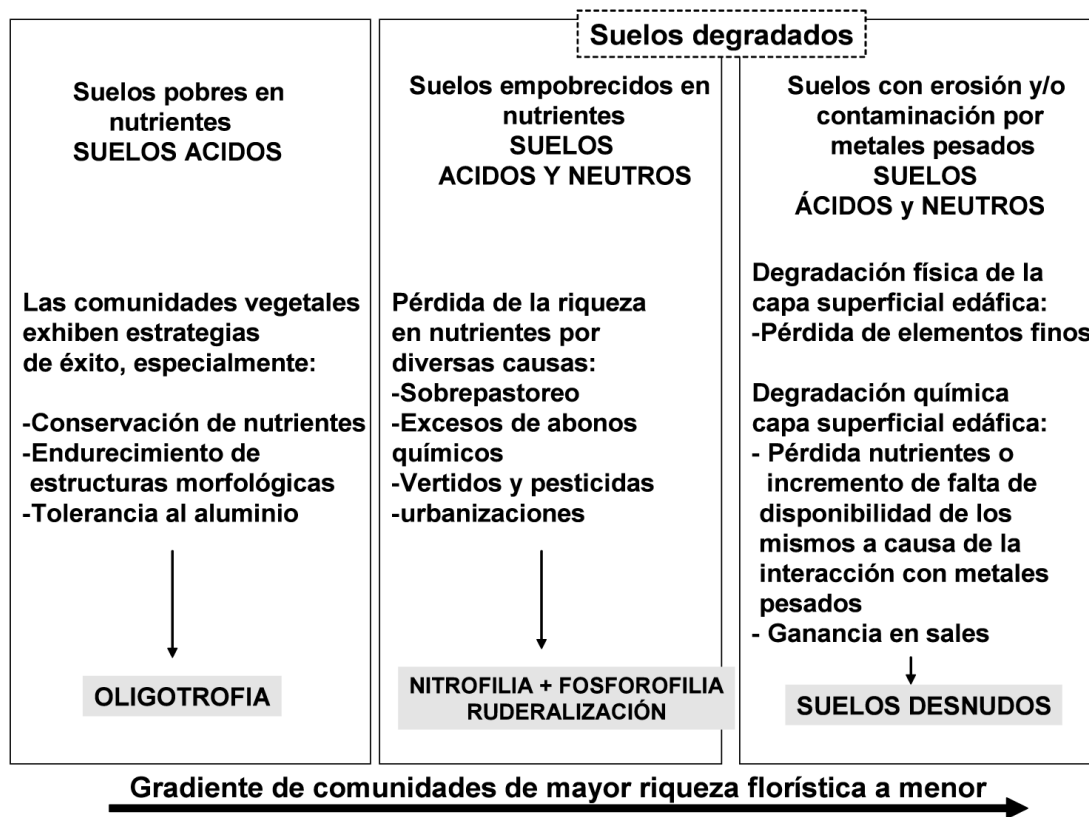 Suelos degradados
Suelos pobres en
nutrientes
SUELOS ACIDOS
Las comunidades vegetales
exhiben estrategias
de éxito, especialmente:
-Conservación de nutrientes
-Endurecimiento de
estructuras morfológicas
-Tolerancia al aluminio
OLIGOTROFIA
Suelos empobrecidos en
nutrientes
SUELOS
ACIDOS Y NEUTROS
Pérdida de la riqueza
en nutrientes por
diversas causas:
-Sobrepastoreo
-Excesos de abonos
químicos
-Vertidos y pesticidas
-urbanizaciones
NITROFILIA + FOSFOROFILIA
RUDERALIZACIÓN
Suelos con erosión y/o
contaminación por
metales pesados
SUELOS
ÁCIDOS y NEUTROS
Degradación física de la
capa superficial edáfica:
-Pérdida de elementos finos
Degradación química
capa superficial edáfica:
- Pérdida nutrientes o
incremento de falta de
disponibilidad de los
mismos a causa de la
interacción con metales
pesados
- Ganancia en sales
SUELOS DESNUDOS
Gradiente de comunidades de mayor riqueza florística a menor